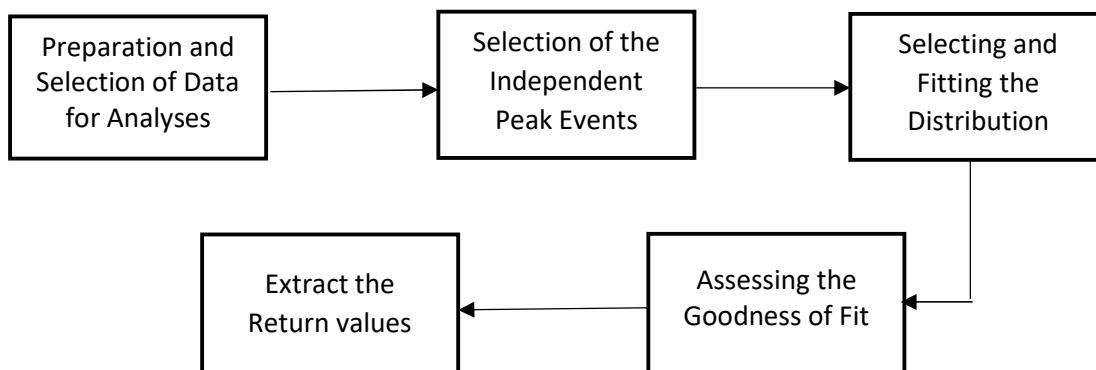 Preparation and
Selection of Data
for Analyses
Selection of the
Independent
Peak Events
Selecting and
Fitting the
Distribution
Assessing the
Goodness of Fit
Extract the
Return values